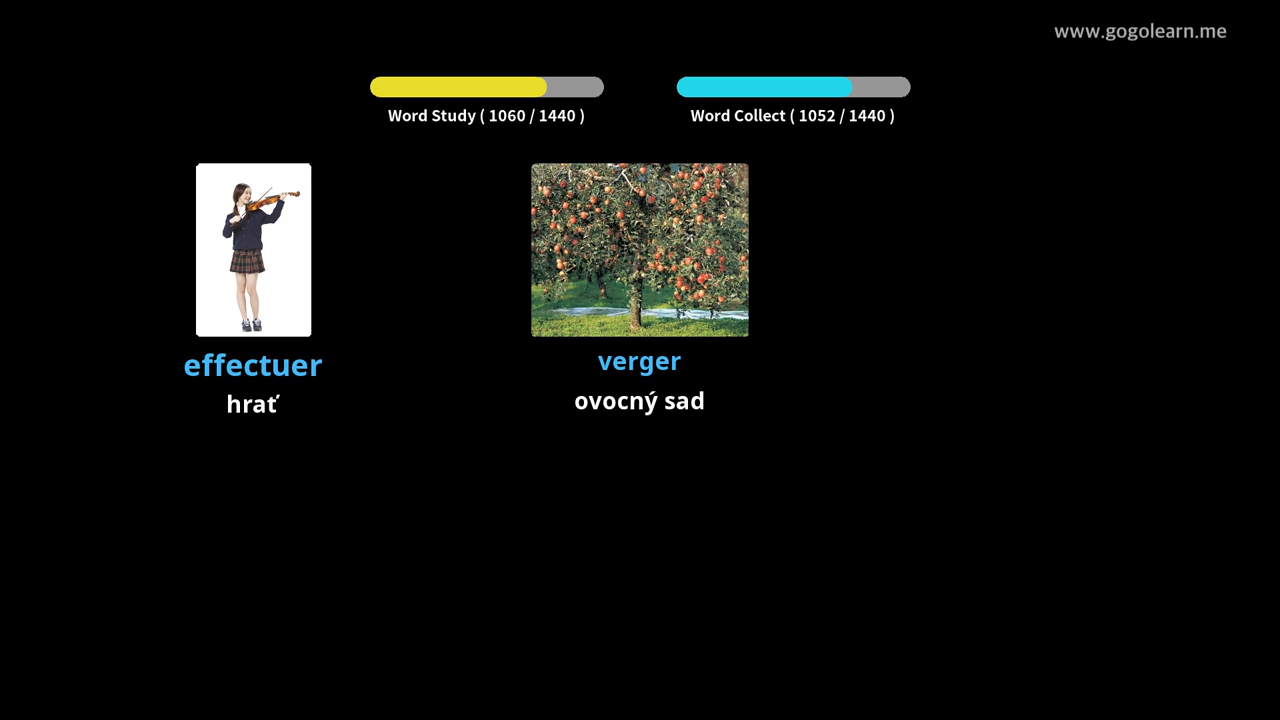 www.gogolearn.me
Word Study ( 1060 / 1440 )
Word Collect ( 1052 / 1440 )
effectuer
hrať
verger
ovocný sad